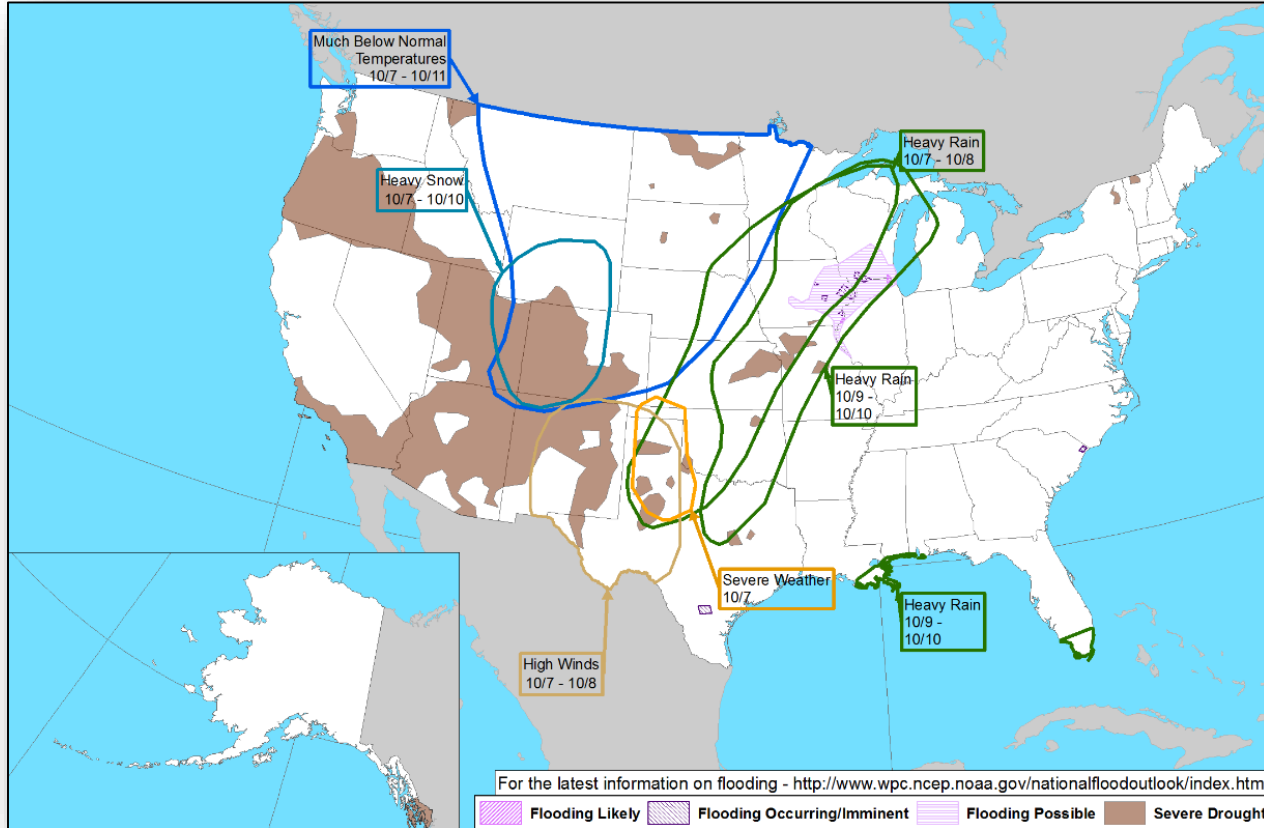 Much Below Normal
Temperatures
10/7 - 10/11
Heavy Rain
10/7 - 10/8
Heavy Snow
10/7 - 10/10
Heavy Rain
10/9 -
10/10
Severe Weather
10/7
Heavy Rain
10/9 -
10/10
High Winds
10/7 - 10/8
For the latest information on flooding - http://www.wpc.ncep.noaa.gov/nationalfloodoutlook/index.htm
Flooding Likely
Flooding Occurring/Imminent
Flooding Possible
Severe Drought